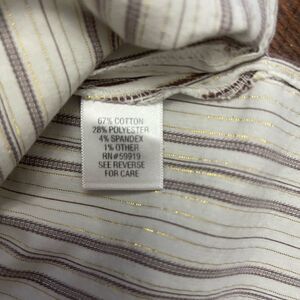 67% COTTON
28% POLYESTER
4% SPANDEX
1% OTHER
RN#59919
SEE REVERSE
FOR CARE